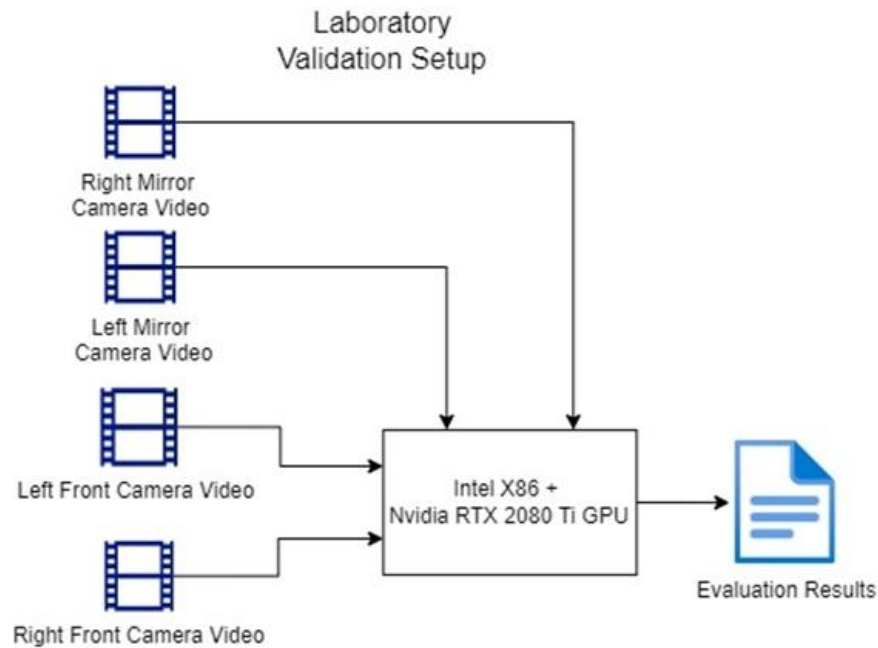 Laboratory
Validation Setup
Right Mirror
Camera Video
Left Mirror
Camera Video
Left Front Camera Video
Right Front Camera Video
Intel X86 +
Nvidia RTX 2080 Ti GPU
Evaluation Results